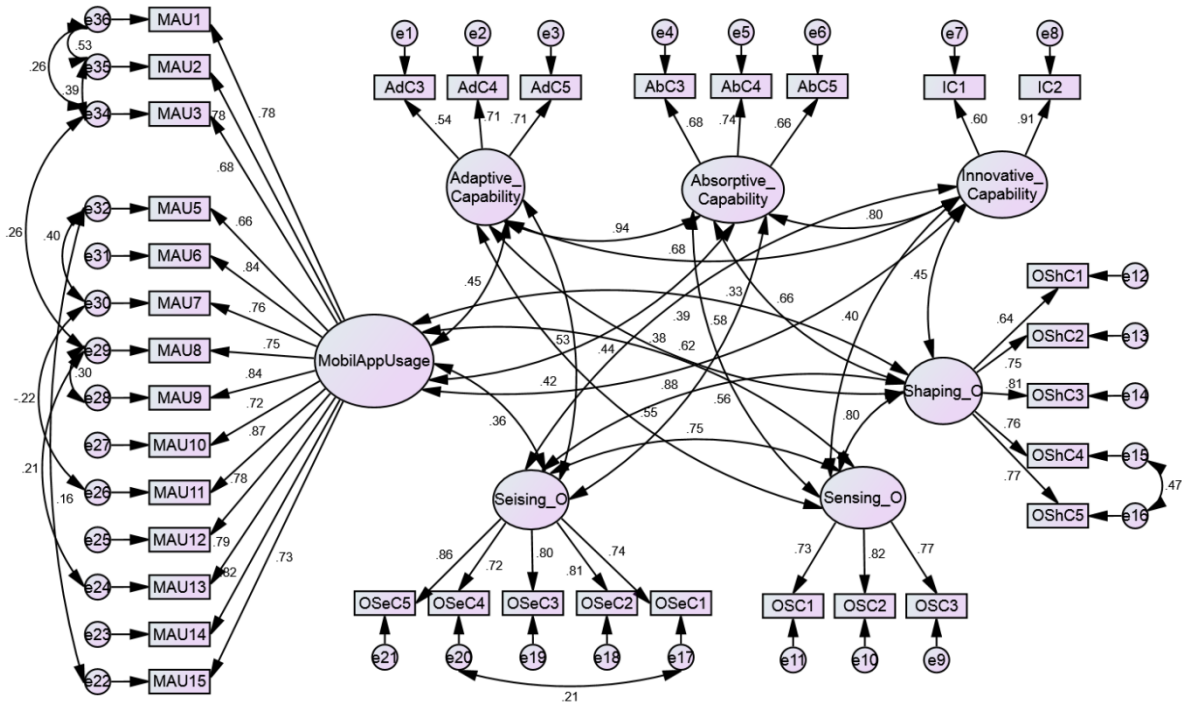 e36 MAU1
e1 e2 e3 e4 e5 e6 e7 e8
.53
.26 e35 MAU2
AdC3 AdC4 AdC5 AbC3 AbC4 AbC5 IC1 IC2
.39
e34 MAU3 .78 .78
.54 .71 .71 .68 .74 .66 .60 .91
.68
Adaptive_
Capability
Absorptive_
Capability
Innovative_
Capability
e32 MAU5 .66
.26 .40
.94 .68 .80
e31 MAU6 .84
.45 .33 .66 .45
OShC1 e12
e30 MAU7 .76
.39 .58 .40 .64
OShC2 e13
e29 MAU8 .75
MobilAppUsage
.53 .44 .38 .62 .75
.30
.42 .88 .56
Shaping_O
.81 OShC3 e14
-.22 e28 MAU9 .84
.72
.55 .80 .76
.36 .75
e27 MAU10 .87
OShC4 e15
.21 .16 .78 .77 .47
e26 MAU11
Seising_O
Sensing_O
OShC5 e16
e25 MAU12 .79 .73
.86 .72 .80 .81 .74
.73 .82 .77
e24 MAU13 .82
OSeC5 OSeC4 OSeC3 OSeC2 OSeC1
OSC1 OSC2 OSC3
e23 MAU14
e21 e20 e19 e18 e17
e11 e10 e9
e22 MAU15
.21